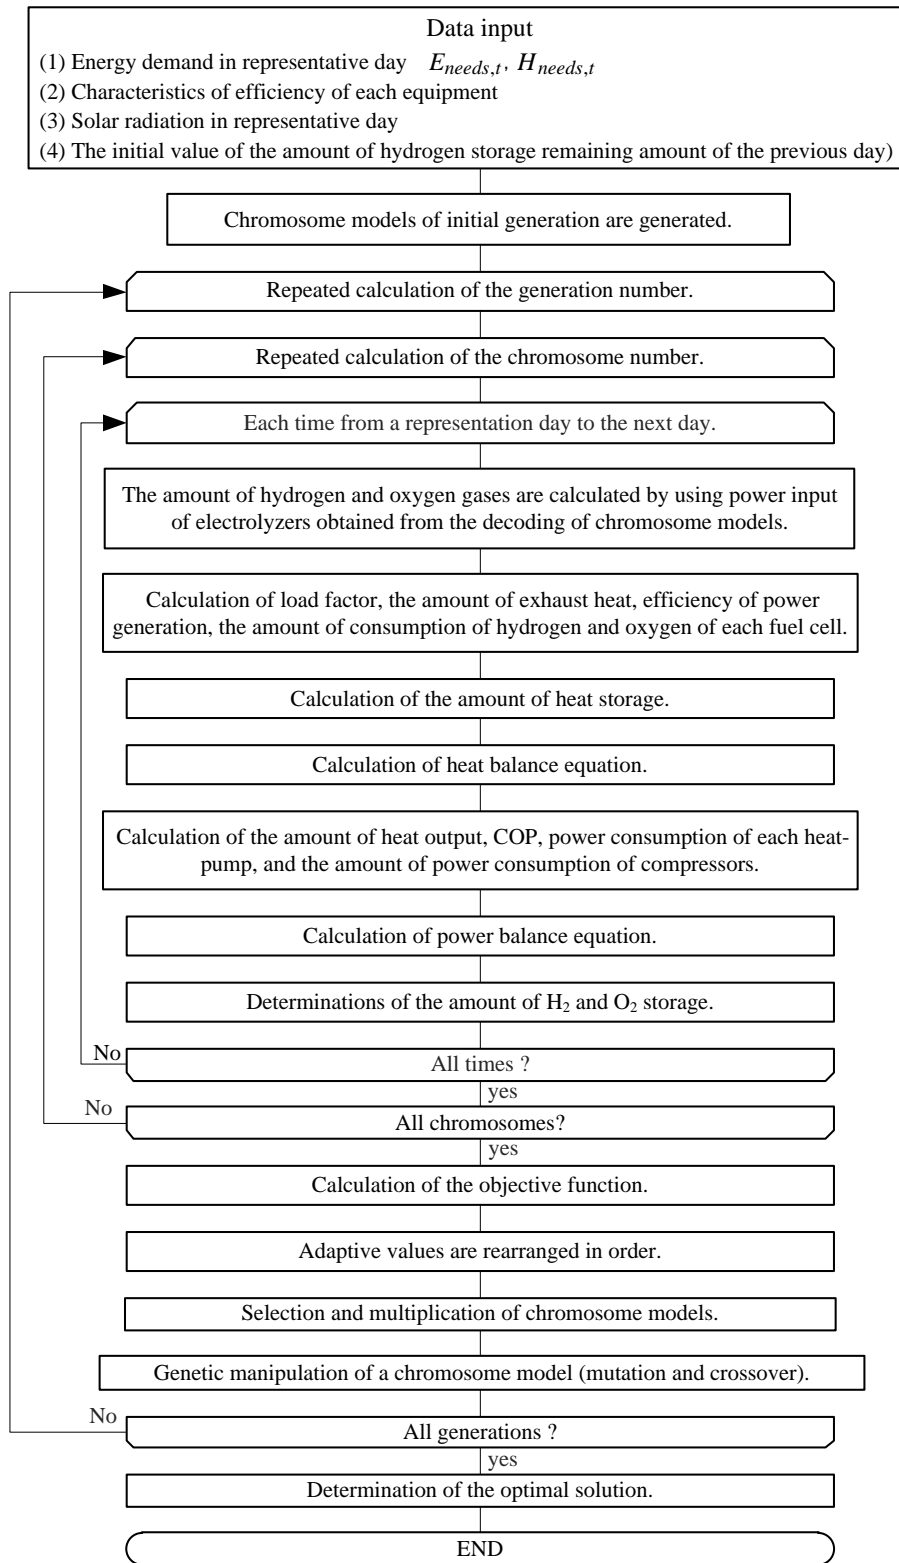 Data input
(1) Energy demand in representative day E_{needs,t}, H_{needs,t}
(2) Characteristics of efficiency of each equipment
(3) Solar radiation in representative day
(4) The initial value of the amount of hydrogen storage remaining amount of the previous day)
Chromosome models of initial generation are generated.
Repeated calculation of the generation number.
Repeated calculation of the chromosome number.
Each time from a representation day to the next day.
The amount of hydrogen and oxygen gases are calculated by using power input
of electrolyzers obtained from the decoding of chromosome models.
Calculation of load factor, the amount of exhaust heat, efficiency of power
generation, the amount of consumption of hydrogen and oxygen of each fuel cell.
Calculation of the amount of heat storage.
Calculation of heat balance equation.
Calculation of the amount of heat output, COP, power consumption of each heat-
pump, and the amount of power consumption of compressors.
Calculation of power balance equation.
Determinations of the amount of H₂ and O₂ storage.
No
All times ?
yes
No
All chromosomes?
yes
Calculation of the objective function.
Adaptive values are rearranged in order.
Selection and multiplication of chromosome models.
Genetic manipulation of a chromosome model (mutation and crossover).
No
All generations ?
yes
Determination of the optimal solution.
END